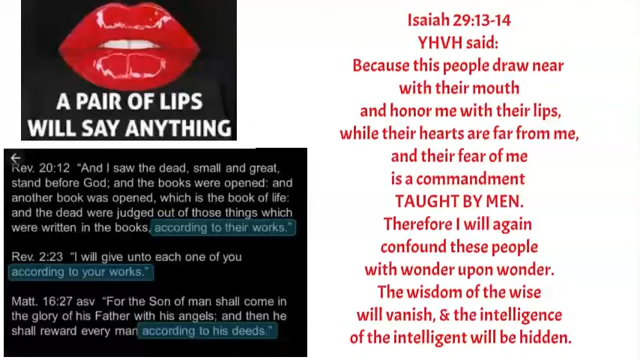 A PAIR OF LIPS
WILL SAY ANYTHING
Rev. 20:12 “And I saw the dead, small and great,
stand before God; and the books were opened: and
another book was opened, which is the book of life:
and the dead were judged out of those things which
were written in the books, according to their works.”
Rev. 2:23 “I will give unto each one of you
according to your works.”
Matt. 16:27 asv “For the Son of man shall come in
the glory of his Father with his angels; and then he
shall reward every man according to his deeds.”
Isaiah 29:13-14
YHVH said:
Because this people draw near
with their mouth
and honor me with their lips,
while their hearts are far from me,
and their fear of me
is a commandment
TAUGHT BY MEN.
Therefore I will again
confound these people
with wonder upon wonder.
The wisdom of the wise
will vanish, & the intelligence
of the intelligent will be hidden.